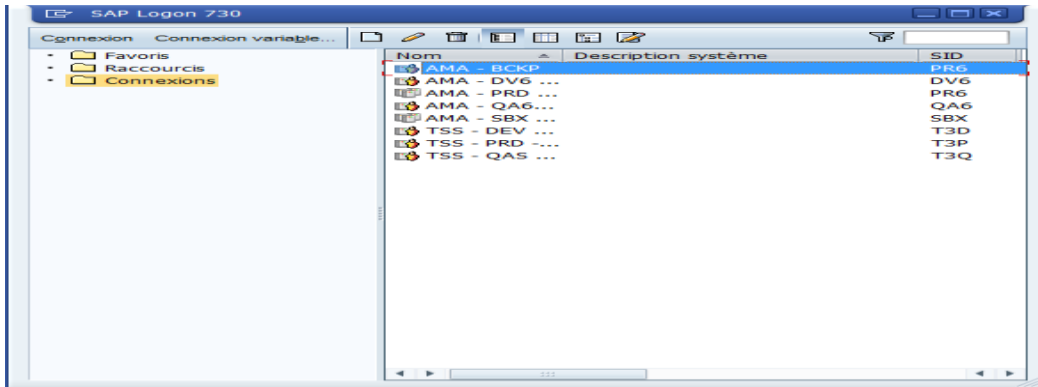 SAP Logon 730
Connexion Connexion variable...
Favoris
Raccourcis
Connexions
Nom Description système SID
AMA - BCKP PR6
AMA - DV6 ... DV6
AMA - PRD ... PR6
AMA - QA6... QA6
AMA - SBX ... SBX
TSS - DEV ... T3D
TSS - PRD -... T3P
TSS - QAS ... T3Q